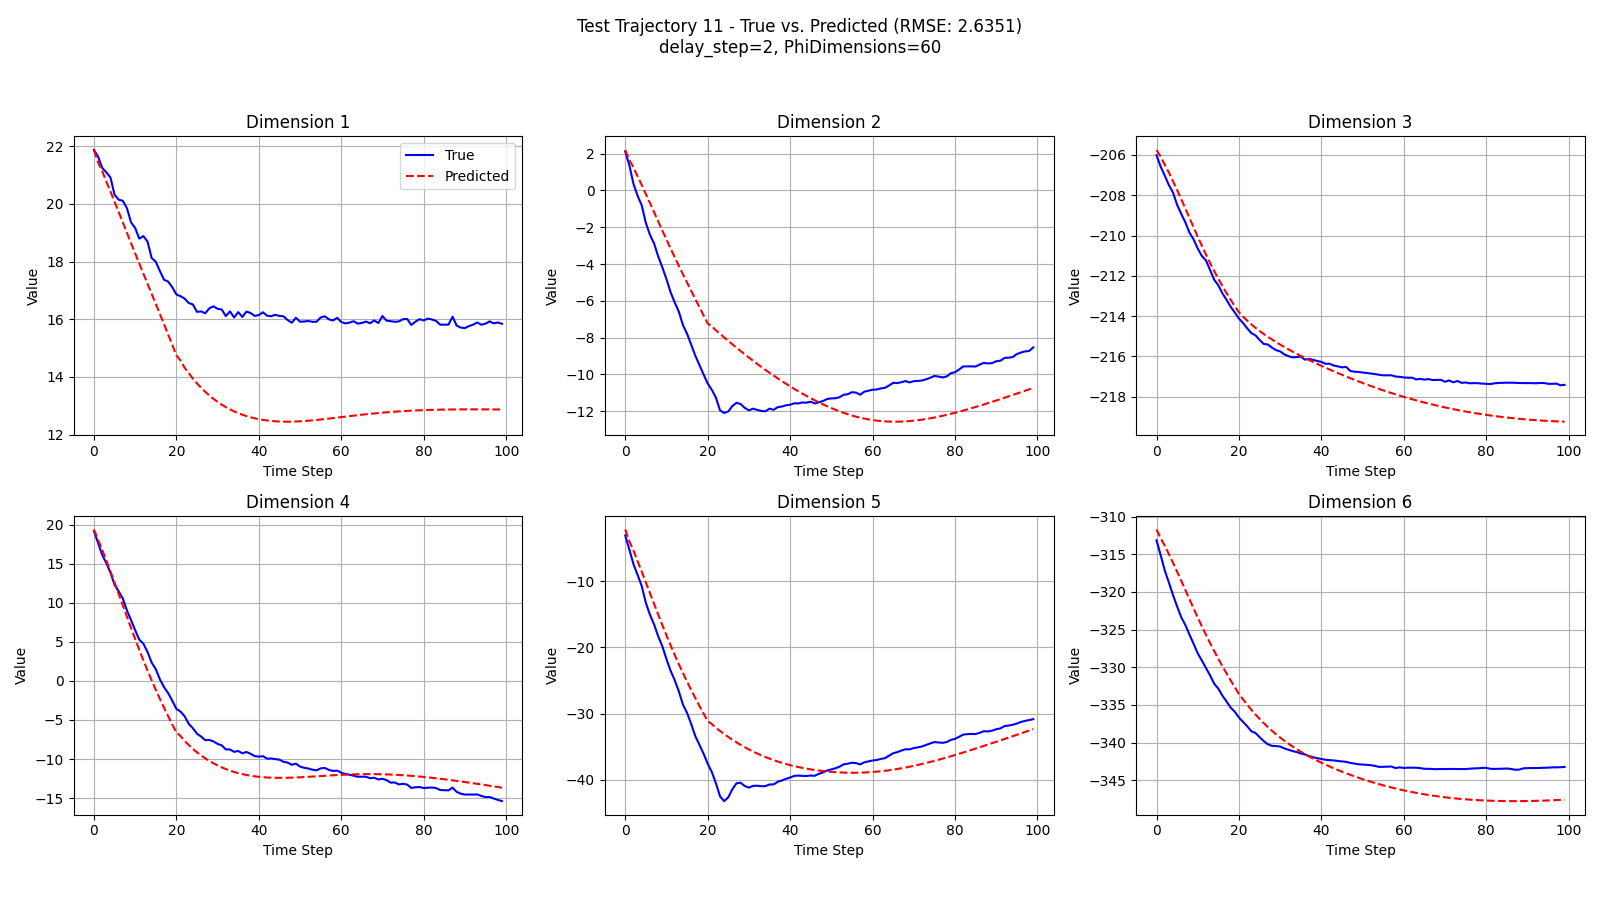 Test Trajectory 11 - True vs. Predicted (RMSE: 2.6351)
delay_step=2, PhiDimensions=60
Dimension 1
Value
22
20
18
16
14
12
0 20 40 60 80 100
Time Step
True
Predicted
Dimension 2
Value
2
0
−2
−4
−6
−8
−10
−12
0 20 40 60 80 100
Time Step
Dimension 3
Value
−206
−208
−210
−212
−214
−216
−218
0 20 40 60 80 100
Time Step
Dimension 4
Value
20
15
10
5
0
−5
−10
−15
0 20 40 60 80 100
Time Step
Dimension 5
Value
−10
−20
−30
−40
0 20 40 60 80 100
Time Step
Dimension 6
Value
−310
−315
−320
−325
−330
−335
−340
−345
0 20 40 60 80 100
Time Step